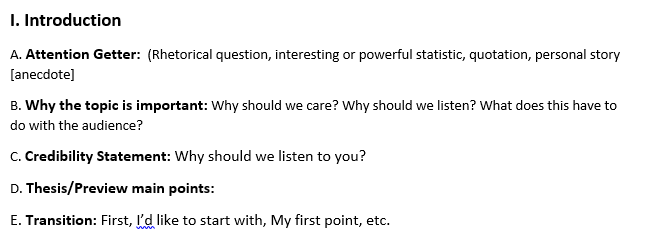 I. Introduction
A. Attention Getter: (Rhetorical question, interesting or powerful statistic, quotation, personal story
[anecdote]
B. Why the topic is important: Why should we care? Why should we listen? What does this have to
do with the audience?
C. Credibility Statement: Why should we listen to you?
D. Thesis/Preview main points:
E. Transition: First, I’d like to start with, My first point, etc.